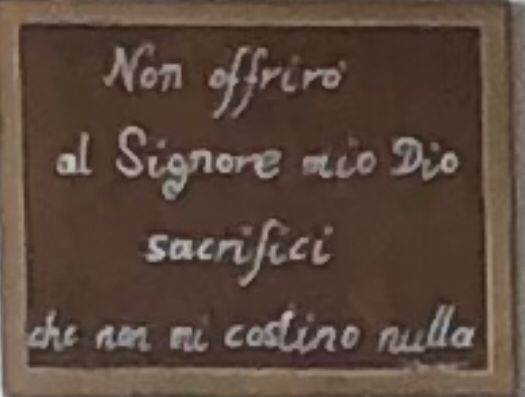 Non offrirò
al Signore mio Dio
sacrifici
che non mi costino nulla